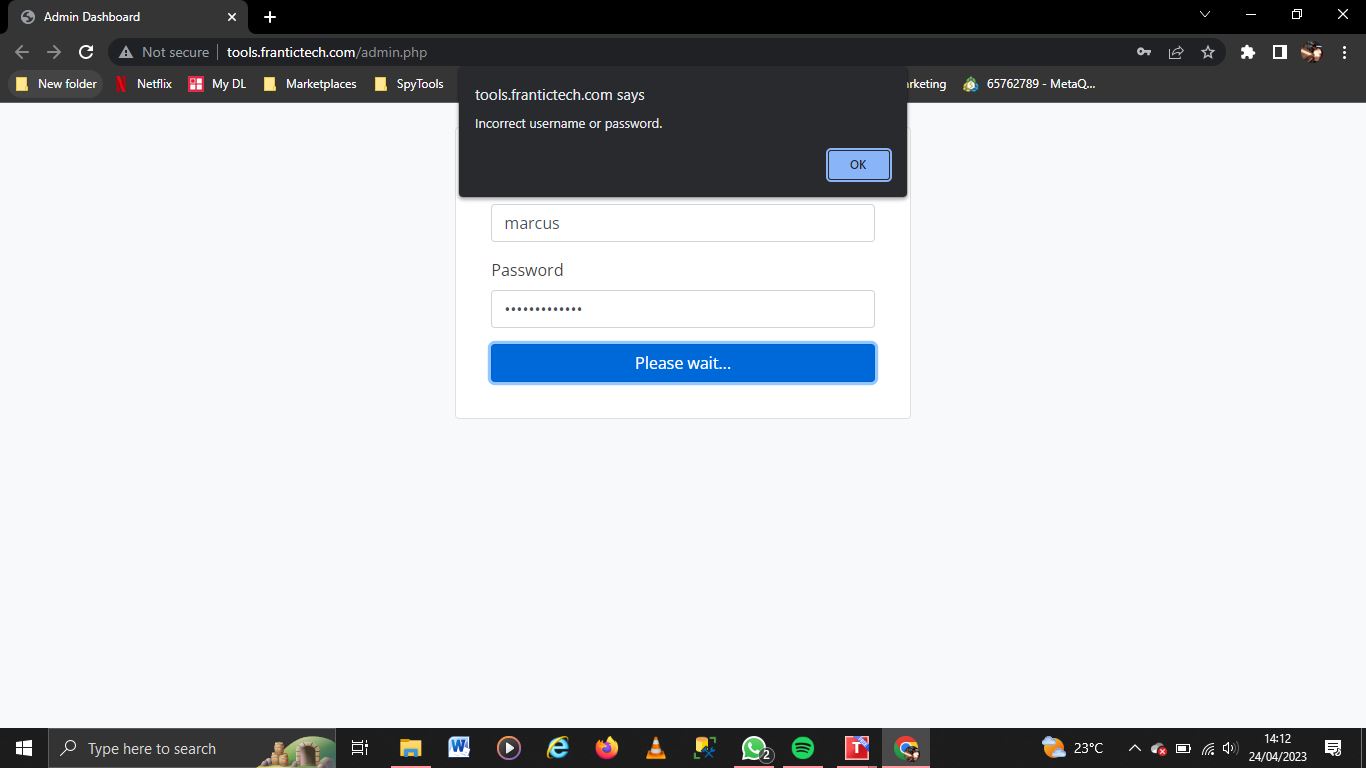 Admin Dashboard
Not secure
tools.frantictech.com/admin.php
New folder
Netflix
My DL
Marketplaces
SpyTools
rketing
65762789 - MetaQ...
tools.frantictech.com says
Incorrect username or password.
OK
marcus
Password
Please wait...
Type here to search
W
2
T
23°C
14:12
24/04/2023